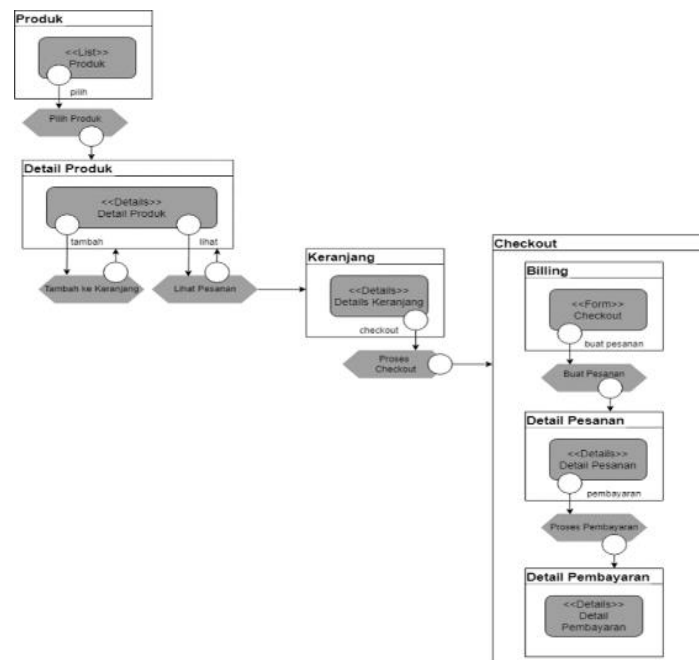 Produk
<<List>>
Produk
pilih
Pilih Produk
Detail Produk
<<Details>>
Detail Produk
tambah
lihat
Tambah ke Keranjang
Lihat Pesanan
Keranjang
<<Details>>
Details Keranjang
checkout
Proses
Checkout
Checkout
Billing
<<Form>>
Checkout
buat pesanan
Buat Pesanan
Detail Pesanan
<<Details>>
Detail Pesanan
pembayaran
Proses Pembayaran
Detail Pembayaran
<<Details>>
Detail
Pembayaran